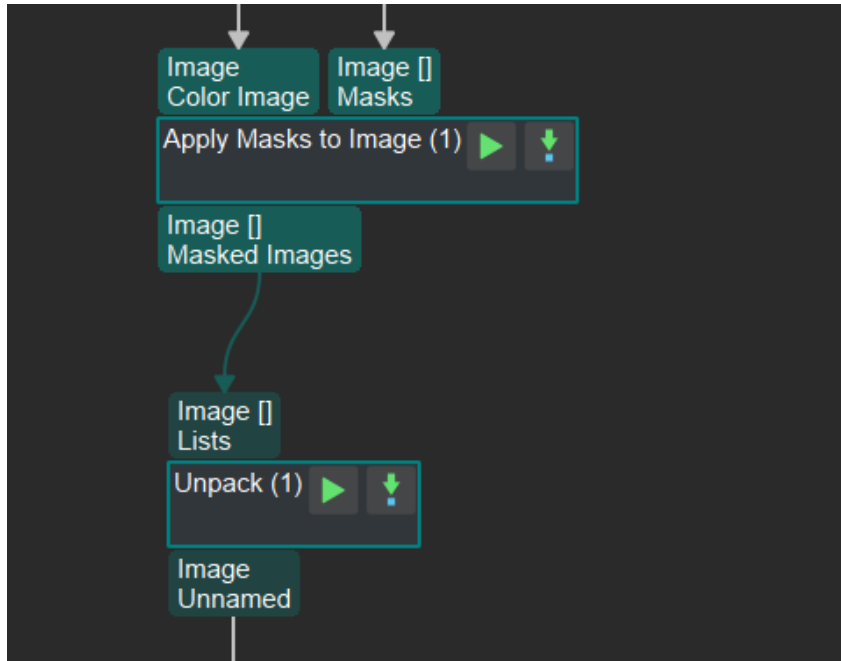 Image
Color Image
Image []
Masks
Apply Masks to Image (1)
Image []
Masked Images
Image []
Lists
Unpack (1)
Image
Unnamed